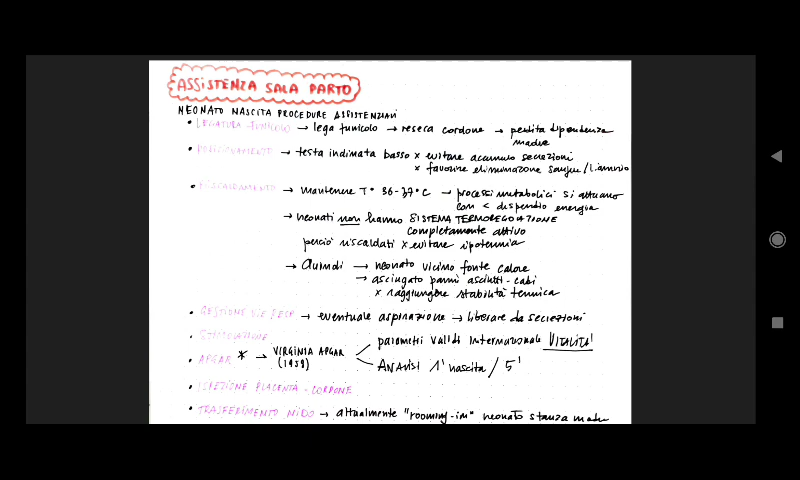 ASSISTENZA SALA PARTO
NEONATO NASCITA PROCEDURE ASSISTENZIALI
• LEGATURA FUNICOLO → lega funicolo → reseca cordone → perdita dipendenza
madre
• POSIZIONAMENTO → testa inclinata basso x evitare accumulo secrezioni
x favorire eliminazione sangue / l.amnio
• RISCALDAMENTO → mantenere T° 36-37°C → processi metabolici si attuano
con < dispendio energia
→ neonati non hanno SISTEMA TERMOREGOLAZIONE
completamente attivo
perciò riscaldati x evitare ipotermia
→ Quindi → neonato vicino fonte calore
→ asciugato panni asciutti - caldi
x raggiungere stabilità termica
• GESTIONE VIE RESP. → eventuale aspirazione → liberare da secrezioni
• STIMOLAZIONE
• APGAR * → VIRGINIA APGAR parametri validi internazionale VITALITÀ
ANALISI 1' nascita / 5'
• ISPEZIONE PLACENTA - CORDONE
• TRASFERIMENTO NIDO → attualmente "rooming-in" neonato stanza madre